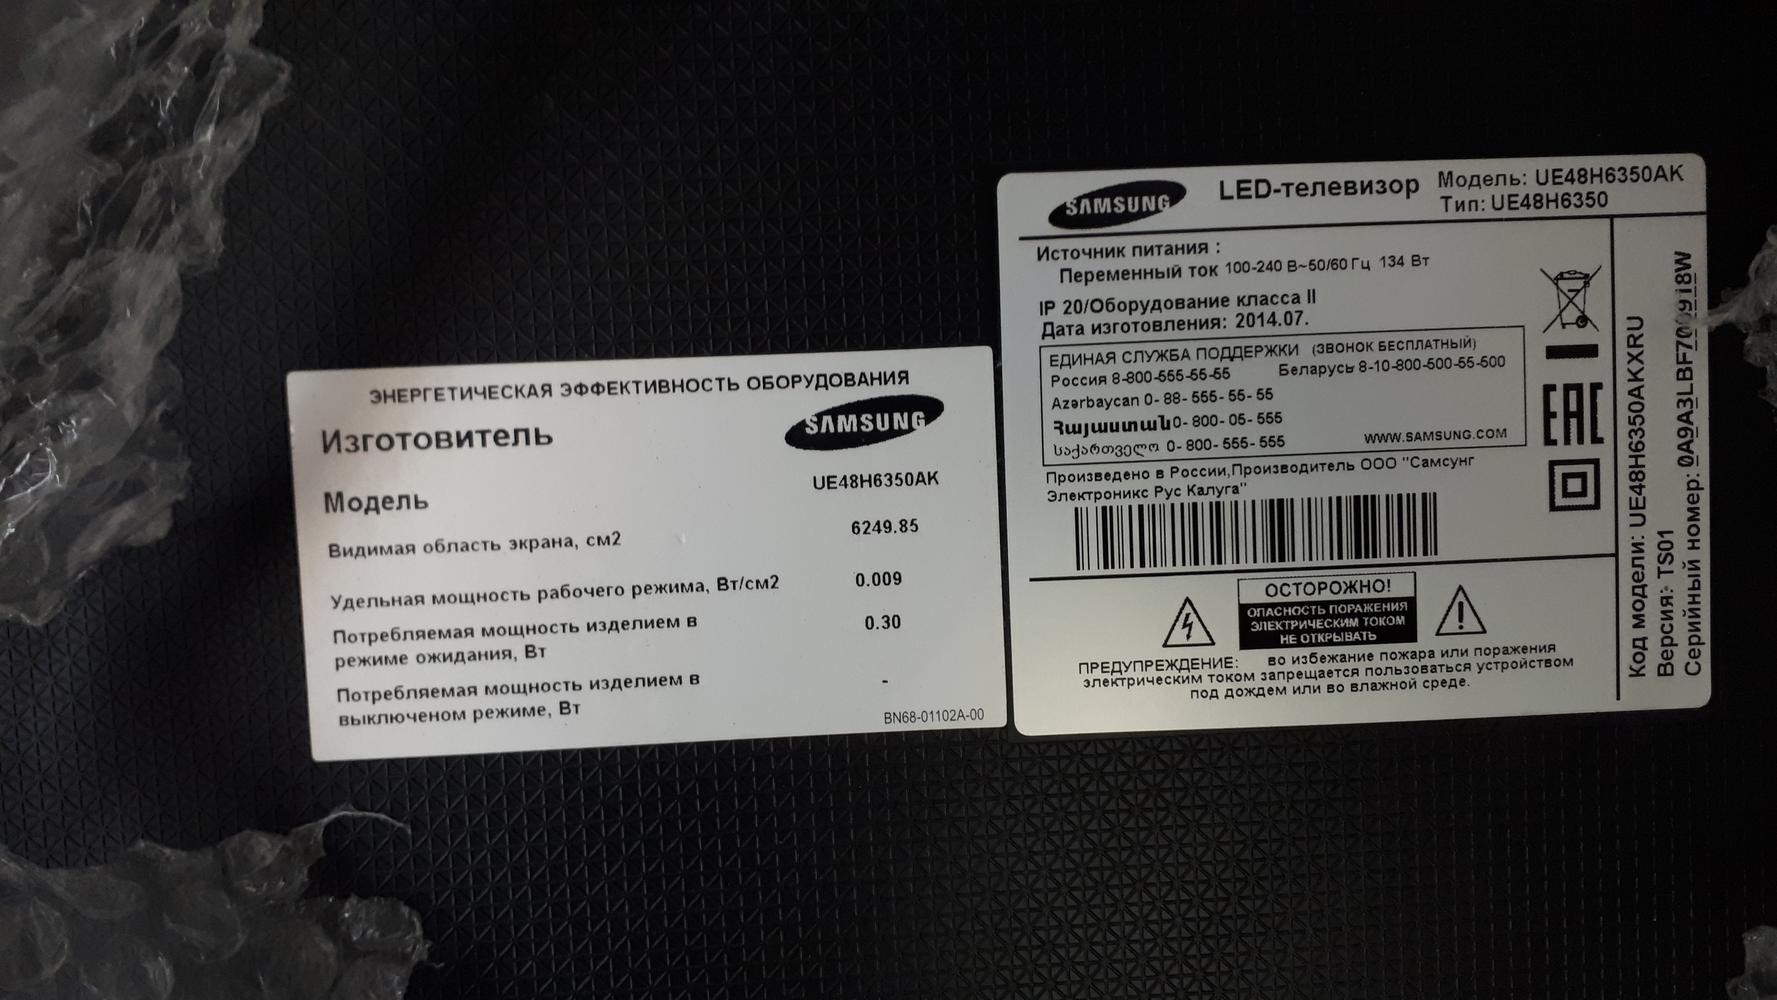 ЭНЕРГЕТИЧЕСКАЯ ЭФФЕКТИВНОСТЬ ОБОРУДОВАНИЯ
Изготовитель SAMSUNG
Модель UE48H6350AK
Видимая область экрана, см2 6249.85
Удельная мощность рабочего режима, Вт/см2 0.009
Потребляемая мощность изделием в 0.30
режиме ожидания, Вт
Потребляемая мощность изделием в -
выключеном режиме, Вт
BN68-01102A-00
SAMSUNG LED-телевизор Модель: UE48H6350AK
Тип: UE48H6350
Источник питания :
Переменный ток 100-240 В~50/60 Гц 134 Вт
IP 20/Оборудование класса II
Дата изготовления: 2014.07.
ЕДИНАЯ СЛУЖБА ПОДДЕРЖКИ (ЗВОНОК БЕСПЛАТНЫЙ)
Россия 8-800-555-55-55 Беларусь 8-10-800-500-55-500
Azərbaycan 0-88-555-55-55
Հայաստան 0-800-05-555
საქართველო 0-800-555-555 WWW.SAMSUNG.COM
Произведено в России,Производитель ООО "Самсунг
Электроникс Рус Калуга"
EAC
ОСТОРОЖНО!
ОПАСНОСТЬ ПОРАЖЕНИЯ
ЭЛЕКТРИЧЕСКИМ ТОКОМ
НЕ ОТКРЫВАТЬ
ПРЕДУПРЕЖДЕНИЕ: во избежание пожара или поражения
электрическим током запрещается пользоваться устройством
под дождем или во влажной среде.
Код модели: UE48H6350AKXRU
Версия: TS01
Серийный номер: